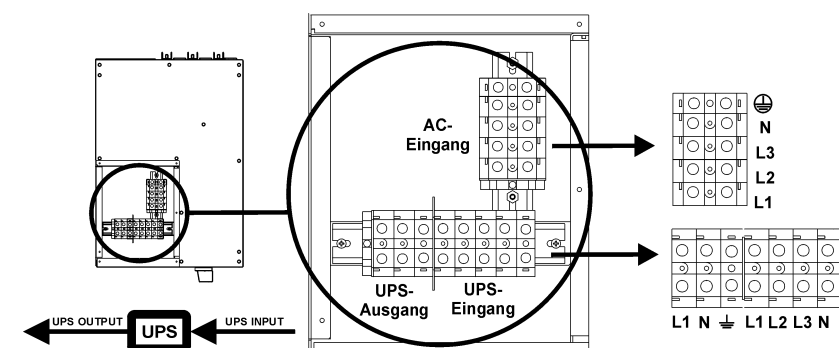 AC-
Eingang
N
L3
L2
L1
UPS-
Ausgang
UPS-
Eingang
L1 N L1 L2 L3 N
UPS OUTPUT
UPS
UPS INPUT